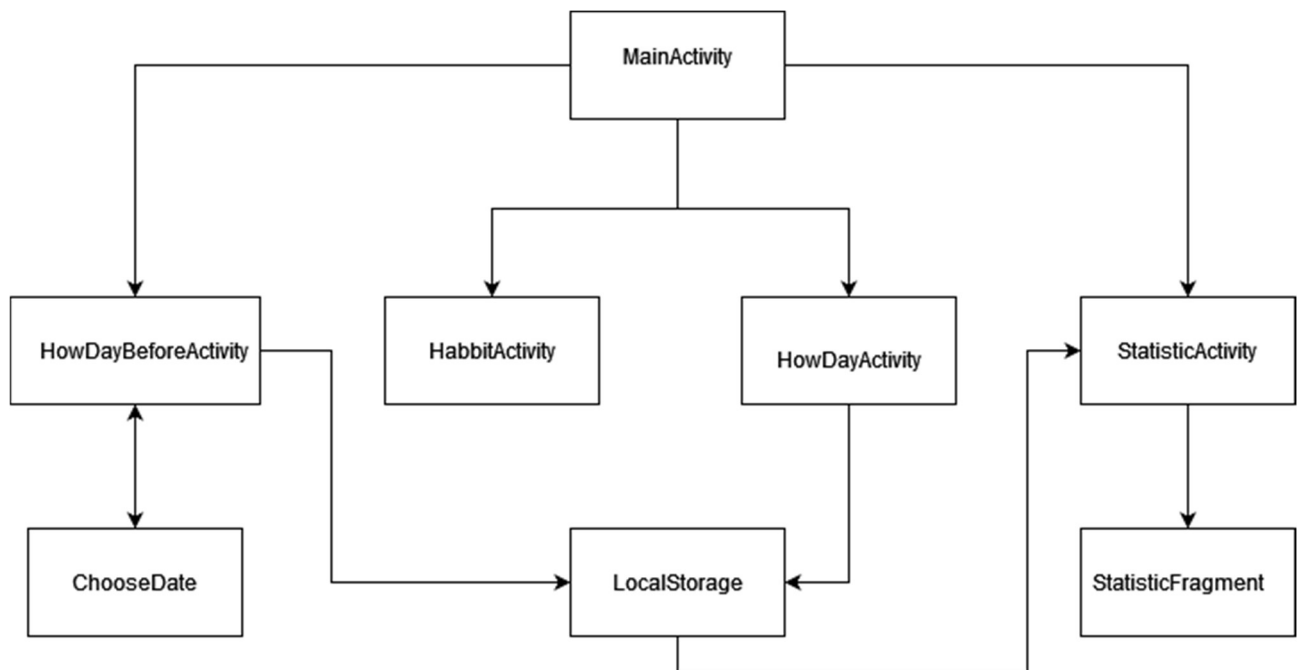 MainActivity
HowDayBeforeActivity
HabbitActivity
HowDayActivity
StatisticActivity
ChooseDate
LocalStorage
StatisticFragment